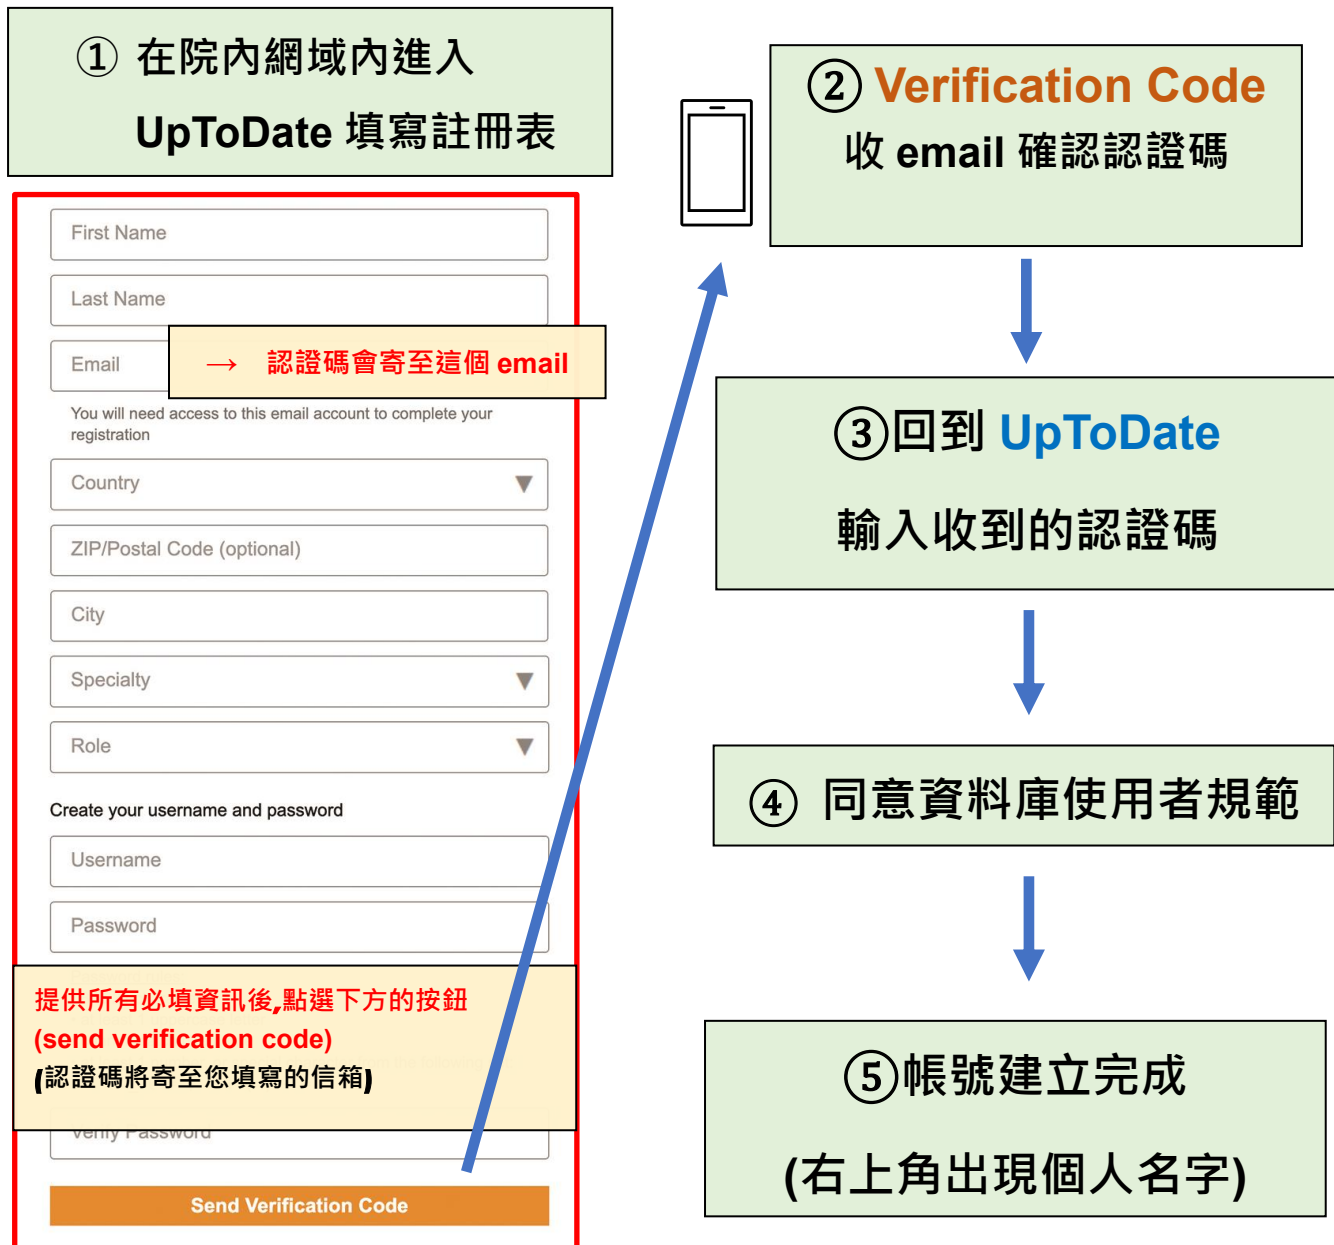 ① 在院內網域內進入
UpToDate 填寫註冊表
First Name
Last Name
Email
→ 認證碼會寄至這個 email
You will need access to this email account to complete your
registration
Country
ZIP/Postal Code (optional)
City
Specialty
Role
Create your username and password
Username
Password
提供所有必填資訊後,點選下方的按鈕
(send verification code)
(認證碼將寄至您填寫的信箱)
Verify Password
Send Verification Code
② Verification Code
收 email 確認認證碼
③回到 UpToDate
輸入收到的認證碼
④ 同意資料庫使用者規範
⑤帳號建立完成
(右上角出現個人名字)